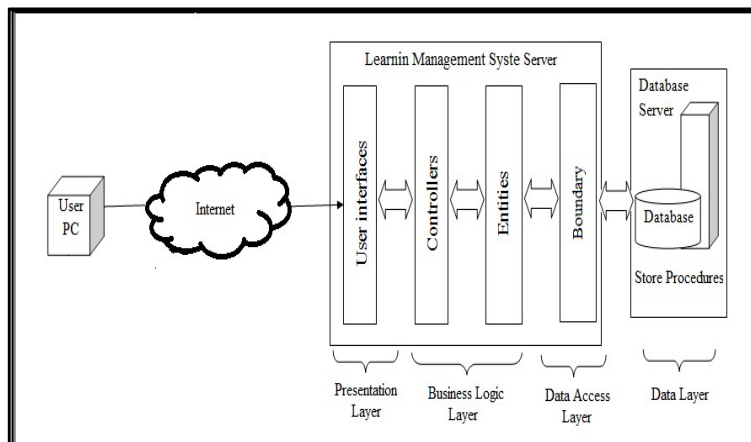 Learnin Management Syste Server
User
PC
Internet
User interfaces
Controllers
Entities
Boundary
Database
Server
Database
Store Procedures
Presentation
Layer
Business Logic
Layer
Data Access
Layer
Data Layer